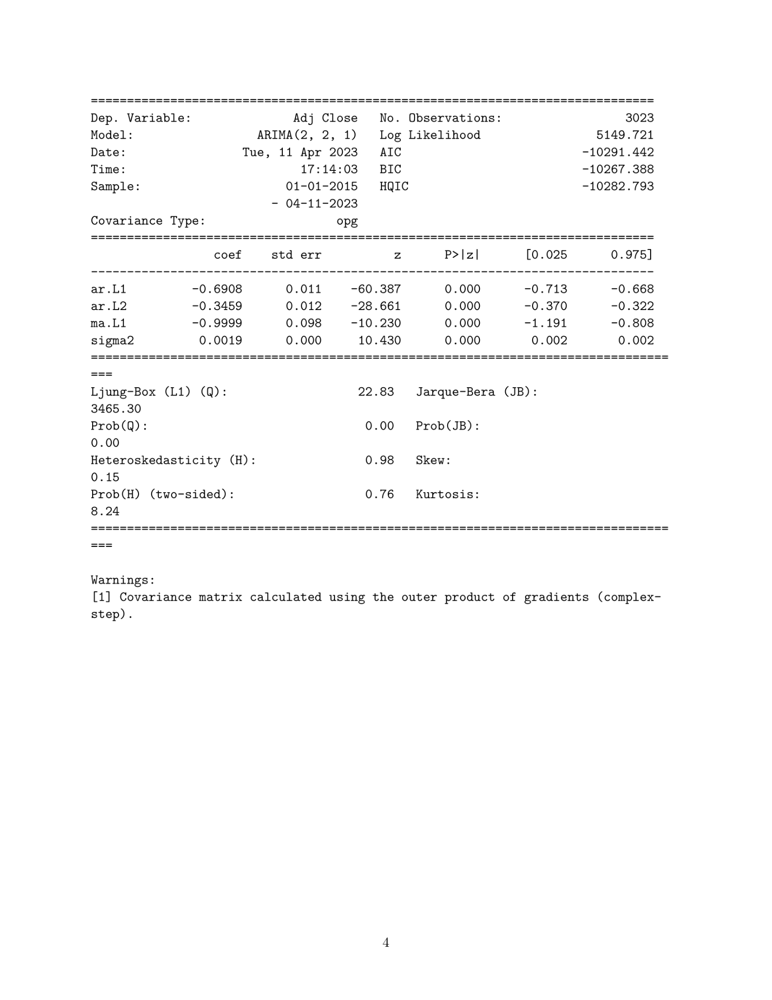 ==============================================================================
Dep. Variable:              Adj Close   No. Observations:                 3023
Model:                 ARIMA(2, 2, 1)   Log Likelihood                5149.721
Date:                Tue, 11 Apr 2023   AIC                         -10291.442
Time:                        17:14:03   BIC                         -10267.388
Sample:                    01-01-2015   HQIC                        -10282.793
                         - 04-11-2023
Covariance Type:                  opg
==============================================================================
                 coef    std err          z      P>|z|      [0.025      0.975]
------------------------------------------------------------------------------
ar.L1         -0.6908      0.011    -60.387      0.000      -0.713      -0.668
ar.L2         -0.3459      0.012    -28.661      0.000      -0.370      -0.322
ma.L1         -0.9999      0.098    -10.230      0.000      -1.191      -0.808
sigma2         0.0019      0.000     10.430      0.000       0.002       0.002
================================================================================
===
Ljung-Box (L1) (Q):                  22.83   Jarque-Bera (JB):
3465.30
Prob(Q):                              0.00   Prob(JB):
0.00
Heteroskedasticity (H):               0.98   Skew:
0.15
Prob(H) (two-sided):                  0.76   Kurtosis:
8.24
================================================================================
===

Warnings:
[1] Covariance matrix calculated using the outer product of gradients (complex-
step).
4